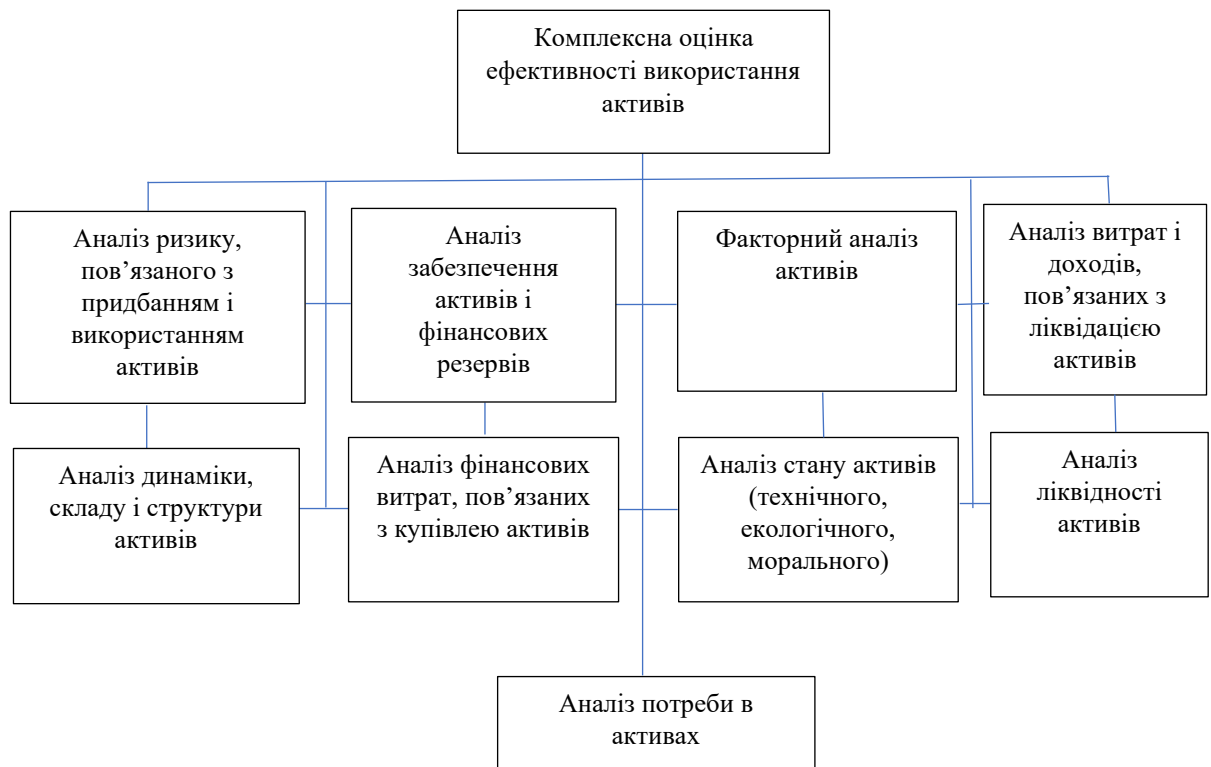 Комплексна оцінка
ефективності використання
активів
Аналіз ризику,
пов’язаного з
придбанням і
використанням
активів
Аналіз
забезпечення
активів і
фінансових
резервів
Факторний аналіз
активів
Аналіз витрат і
доходів,
пов’язаних з
ліквідацією
активів
Аналіз динаміки,
складу і структури
активів
Аналіз фінансових
витрат, пов’язаних
з купівлею активів
Аналіз стану активів
(технічного,
екологічного,
морального)
Аналіз
ліквідності
активів
Аналіз потреби в
активах